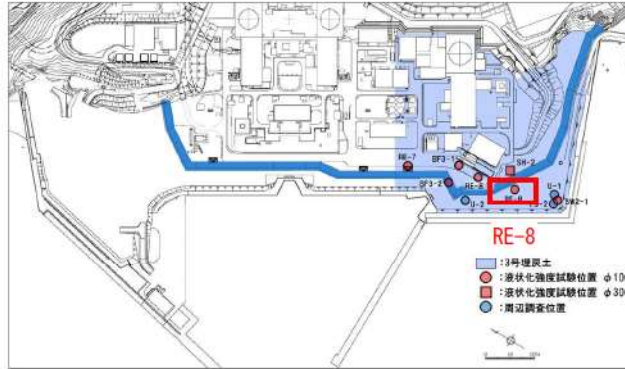 RE-7
BF3-1
SH-2
RE-8
BF3-2
U-2
U-1
SW2-1
RE-8
：3号埋戻土
：液状化強度試験位置 φ100
：液状化強度試験位置 φ300
：周辺調査位置